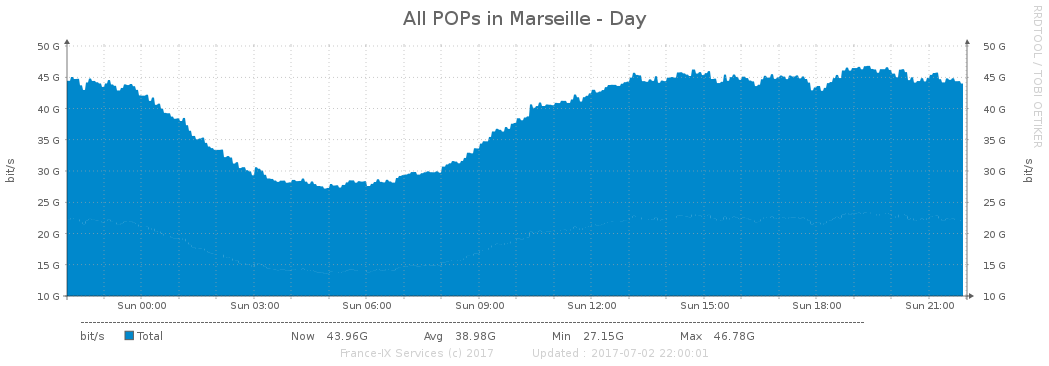 All POPs in Marseille - Day
RRDTOOL / TOBI OETIKER
bit/s
50 G
45 G
40 G
35 G
30 G
25 G
20 G
15 G
10 G
50 G
45 G
40 G
35 G
30 G
25 G
20 G
15 G
10 G
bit/s
Sun 00:00 Sun 03:00 Sun 06:00 Sun 09:00 Sun 12:00 Sun 15:00 Sun 18:00 Sun 21:00
bit/s Total Now 43.96G Avg 38.98G Min 27.15G Max 46.78G
France-IX Services (c) 2017 Updated : 2017-07-02 22:00:01